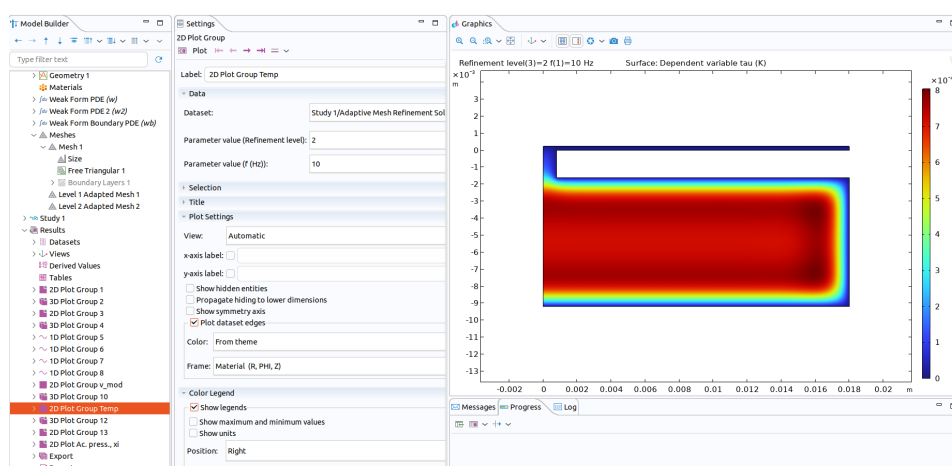 Model Builder
Type filter text
Geometry 1
Materials
Weak Form PDE (w)
Weak Form PDE 2 (w2)
Weak Form Boundary PDE (wb)
Meshes
Mesh 1
Size
Free Triangular 1
Boundary Layers 1
Level 1 Adapted Mesh 1
Level 2 Adapted Mesh 2
Study 1
Results
Datasets
Views
Derived Values
Tables
2D Plot Group 1
3D Plot Group 2
2D Plot Group 3
3D Plot Group 4
1D Plot Group 5
1D Plot Group 6
1D Plot Group 7
1D Plot Group 8
2D Plot Group v_mod
3D Plot Group 10
2D Plot Group Temp
3D Plot Group 12
2D Plot Group 13
2D Plot Ac. press., xi
Export
Settings
2D Plot Group
Plot
Label: 2D Plot Group Temp
Data
Dataset: Study 1/Adaptive Mesh Refinement Sol
Parameter value (Refinement level): 2
Parameter value (f (Hz)): 10
Selection
Title
Plot Settings
View: Automatic
x-axis label:
y-axis label:
Show hidden entities
Propagate hiding to lower dimensions
Show symmetry axis
Plot dataset edges
Color: From theme
Frame: Material (R, PHI, Z)
Color Legend
Show legends
Show maximum and minimum values
Show units
Position: Right
Graphics
Refinement level(3)=2 f(1)=10 Hz Surface: Dependent variable tau (K)
×10⁻³
m
3
2
1
0
-1
-2
-3
-4
-5
-6
-7
-8
-9
-10
-11
-12
-13
-0.002 0 0.002 0.004 0.006 0.008 0.01 0.012 0.014 0.016 0.018 0.02 m
8
7
6
5
4
3
2
1
0
Messages Progress Log